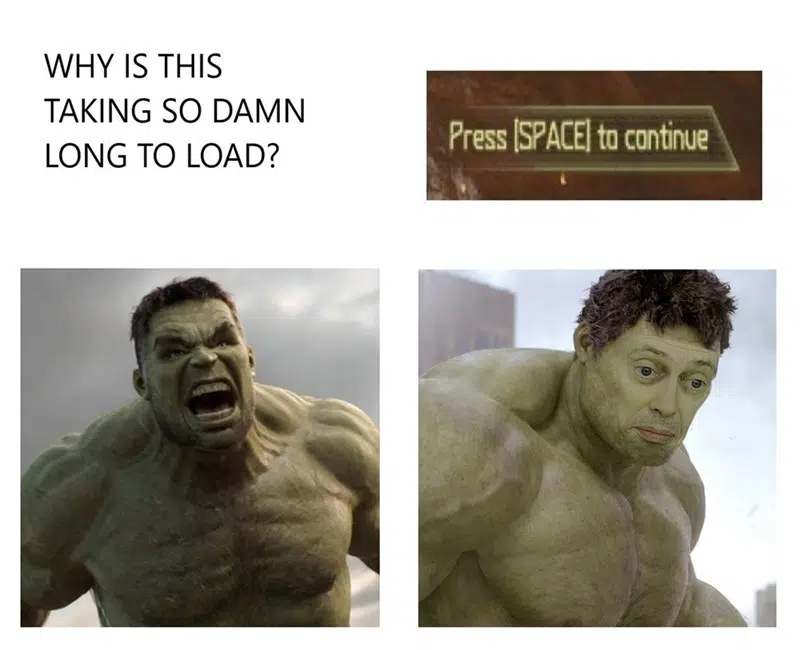 WHY IS THIS
TAKING SO DAMN
LONG TO LOAD?
Press [SPACE] to continue